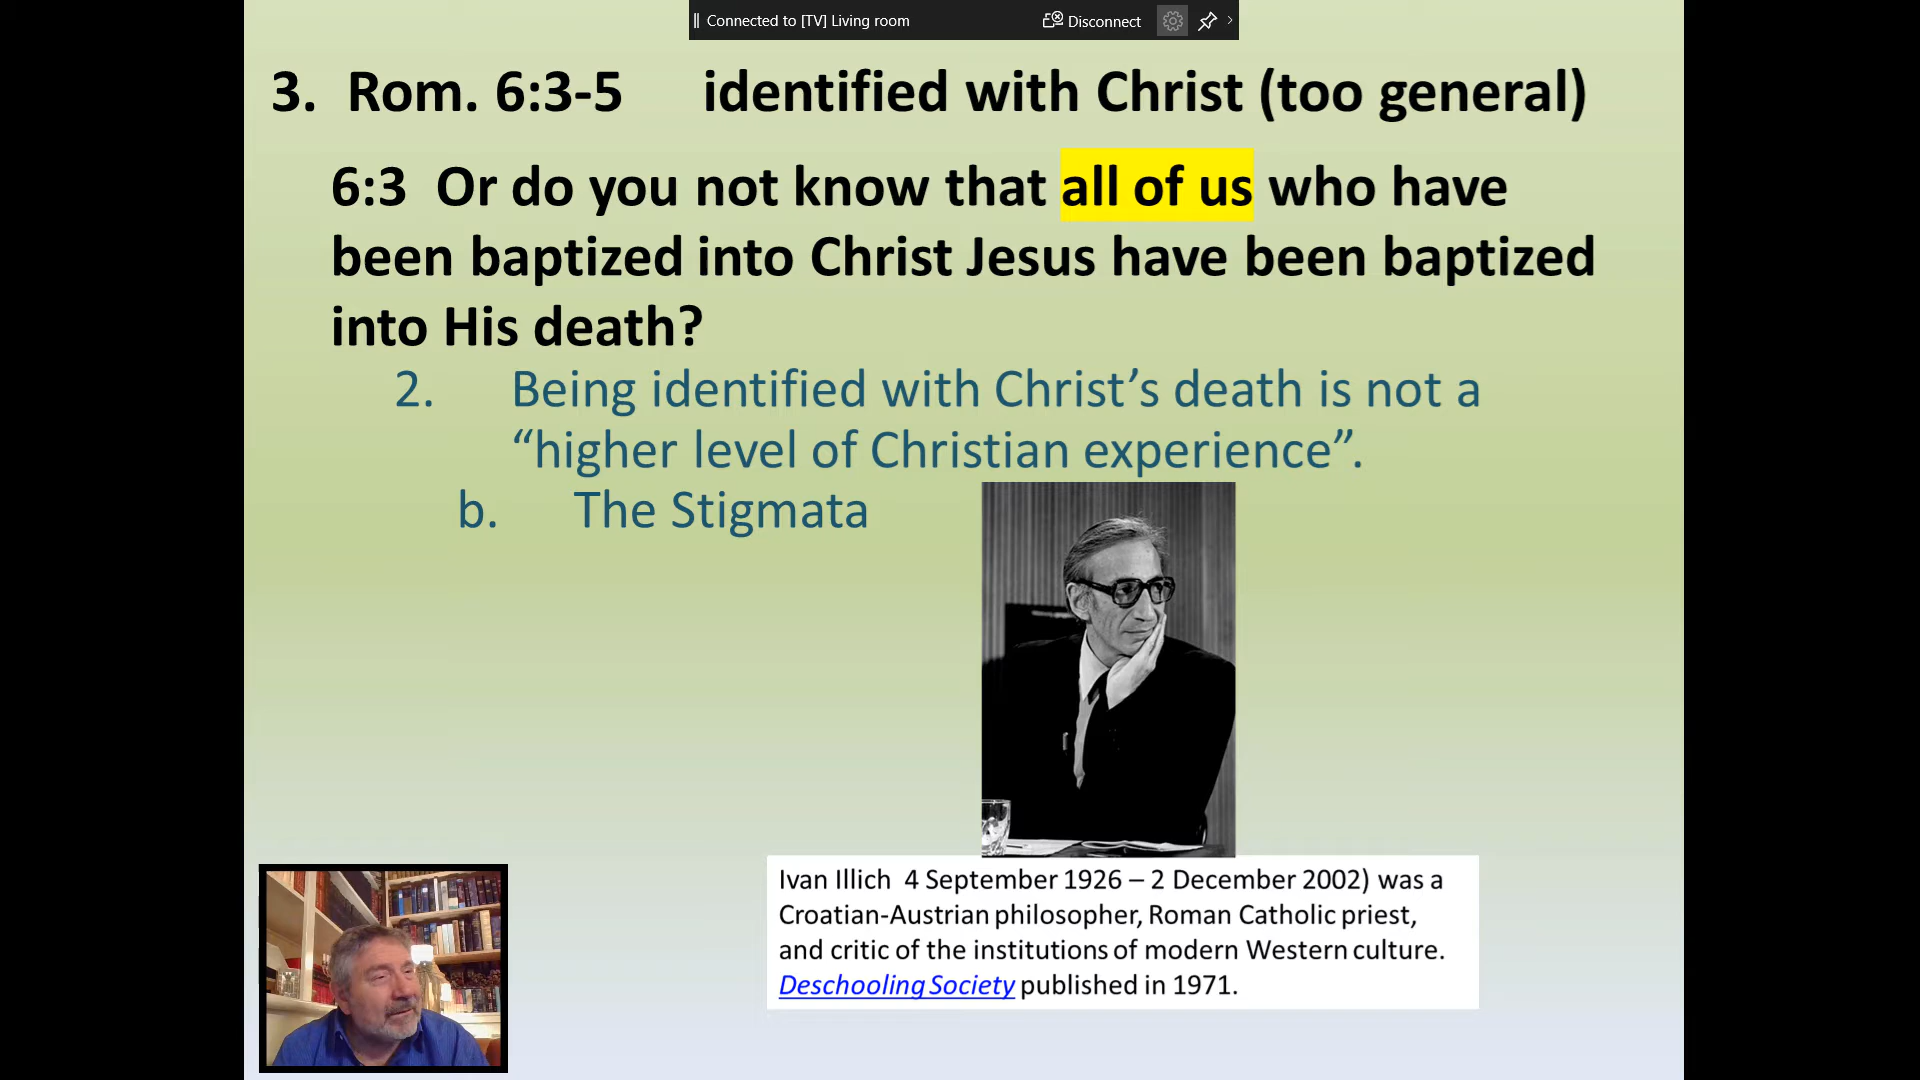 Connected to [TV] Living room Disconnect
3. Rom. 6:3-5 identified with Christ (too general)
6:3 Or do you not know that all of us who have
been baptized into Christ Jesus have been baptized
into His death?
2. Being identified with Christ’s death is not a
“higher level of Christian experience”.
b. The Stigmata
Ivan Illich 4 September 1926 – 2 December 2002) was a
Croatian-Austrian philosopher, Roman Catholic priest,
and critic of the institutions of modern Western culture.
Deschooling Society published in 1971.